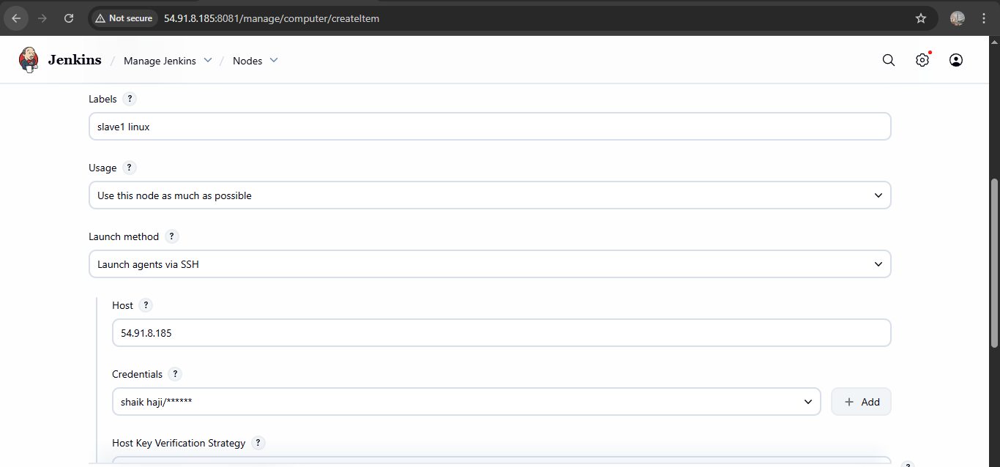 Not secure 54.91.8.185:8081/manage/computer/createItem
Jenkins / Manage Jenkins / Nodes
Labels ?
slave1 linux
Usage ?
Use this node as much as possible
Launch method ?
Launch agents via SSH
Host ?
54.91.8.185
Credentials ?
shaik haji/******
+ Add
Host Key Verification Strategy ?
?